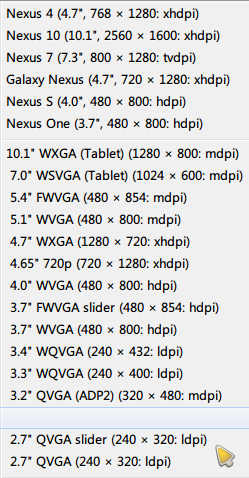 Nexus 4 (4.7", 768 × 1280: xhdpi)
Nexus 10 (10.1", 2560 × 1600: xhdpi)
Nexus 7 (7.3", 800 × 1280: tvdpi)
Galaxy Nexus (4.7", 720 × 1280: xhdpi)
Nexus S (4.0", 480 × 800: hdpi)
Nexus One (3.7", 480 × 800: hdpi)
10.1" WXGA (Tablet) (1280 × 800: mdpi)
7.0" WSVGA (Tablet) (1024 × 600: mdpi)
5.4" FWVGA (480 × 854: mdpi)
5.1" WVGA (480 × 800: mdpi)
4.7" WXGA (1280 × 720: xhdpi)
4.65" 720p (720 × 1280: xhdpi)
4.0" WVGA (480 × 800: hdpi)
3.7" FWVGA slider (480 × 854: hdpi)
3.7" WVGA (480 × 800: hdpi)
3.4" WQVGA (240 × 432: ldpi)
3.3" WQVGA (240 × 400: ldpi)
3.2" QVGA (ADP2) (320 × 480: mdpi)
2.7" QVGA slider (240 × 320: ldpi)
2.7" QVGA (240 × 320: ldpi)